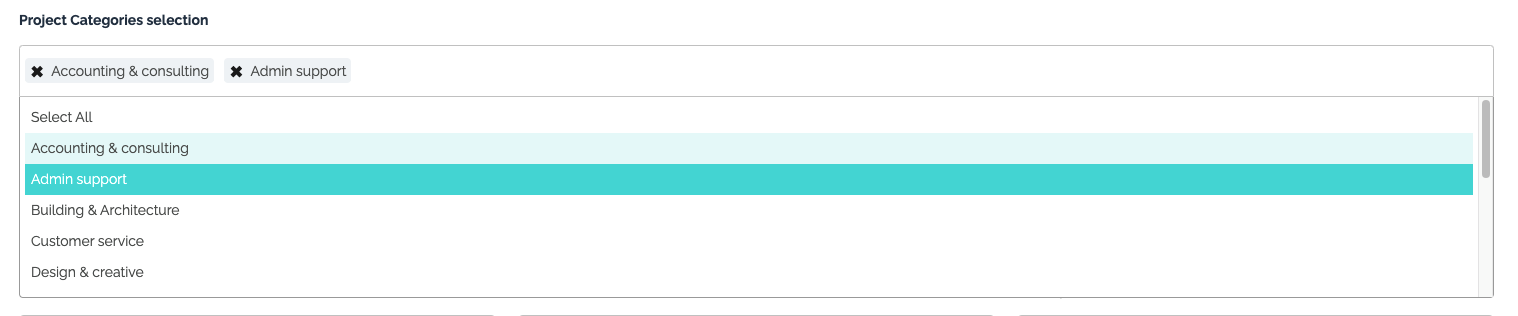 Project Categories selection
✖ Accounting & consulting ✖ Admin support
Select All
Accounting & consulting
Admin support
Building & Architecture
Customer service
Design & creative